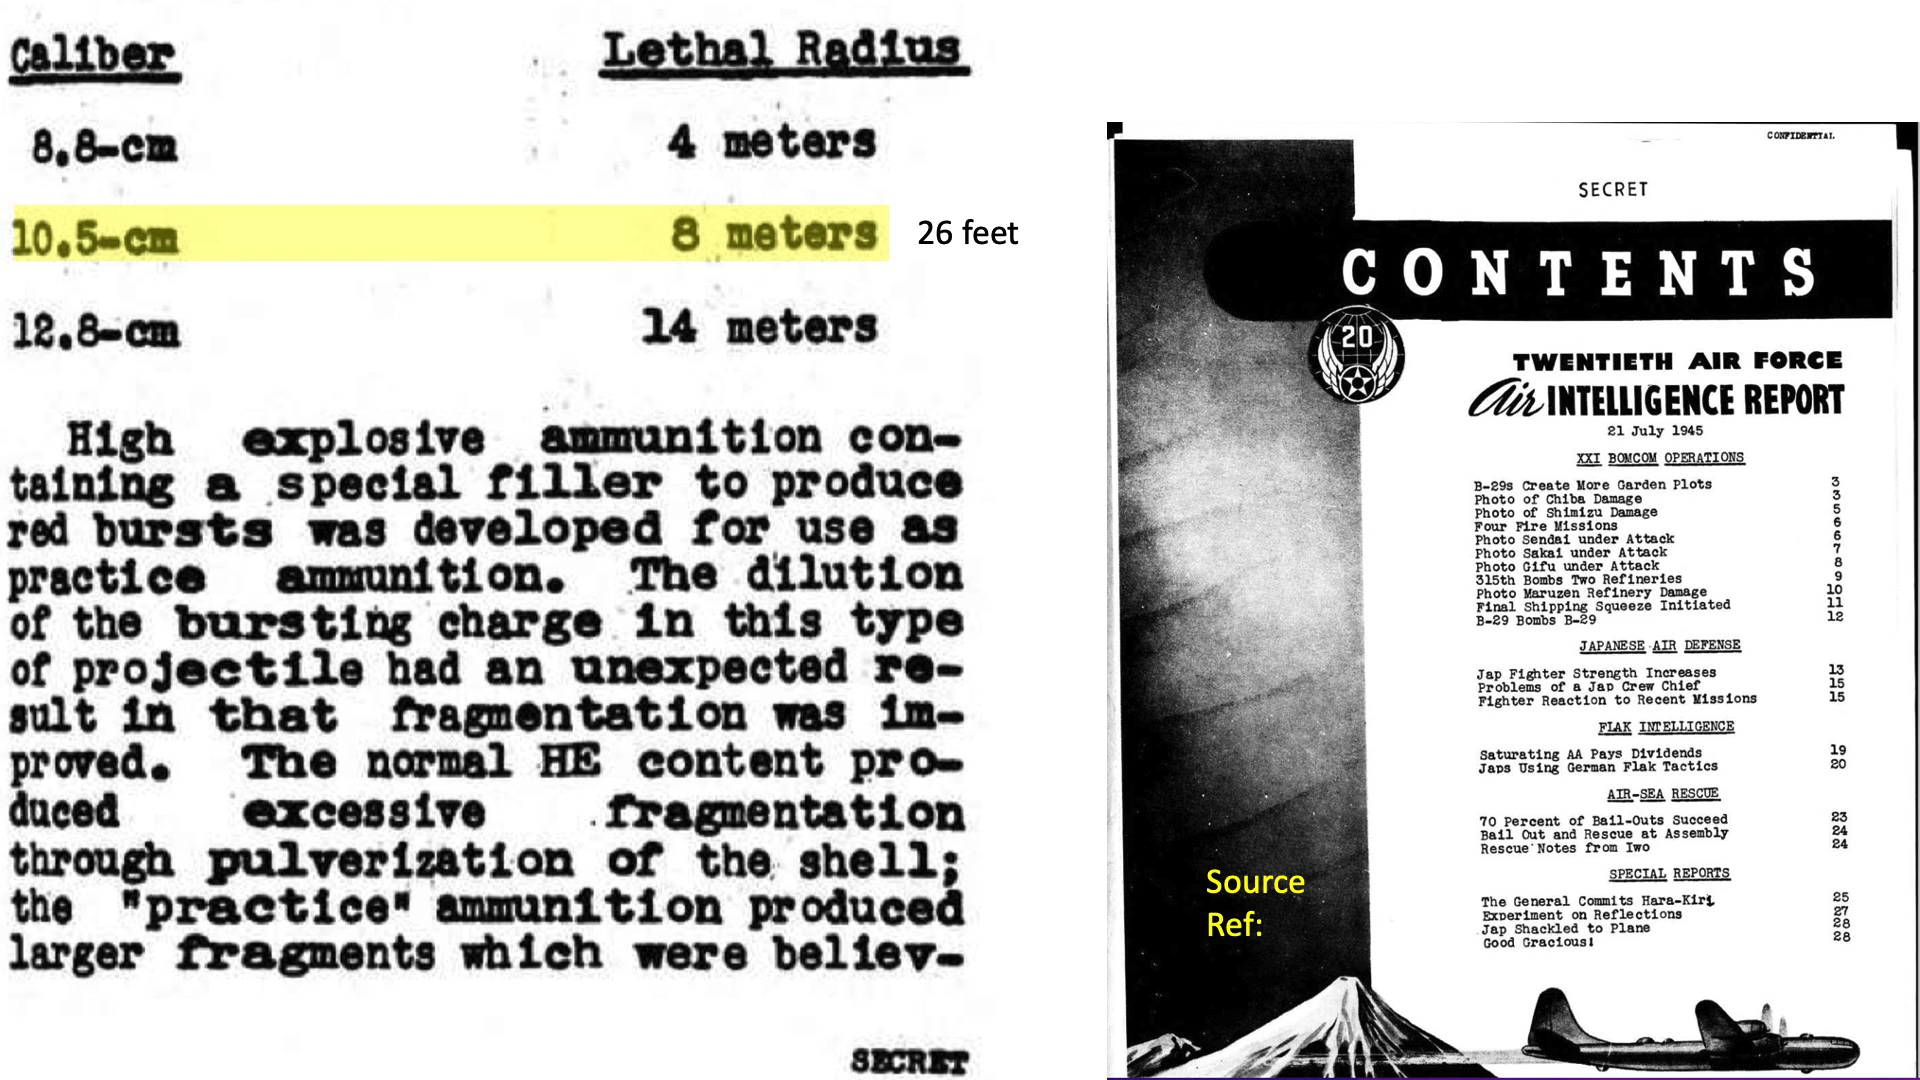 Caliber Lethal Radius
8.8-cm 4 meters
10.5-cm 8 meters 26 feet
12.8-cm 14 meters
High explosive ammunition con-
taining a special filler to produce
red bursts was developed for use as
practice ammunition. The dilution
of the bursting charge in this type
of projectile had an unexpected re-
sult in that fragmentation was im-
proved. The normal HE content pro-
duced excessive fragmentation
through pulverization of the shell;
the "practice" ammunition produced
larger fragments which were believ-
SECRET
CONFIDENTIAL
SECRET
CONTENTS
20
TWENTIETH AIR FORCE
Air INTELLIGENCE REPORT
21 July 1945
XXI BOMCOM OPERATIONS
B-29s Create More Garden Plots 3
Photo of Chiba Damage 3
Photo of Shimizu Damage 5
Four Fire Missions 6
Photo Sendai under Attack 6
Photo Sakai under Attack 7
Photo Gifu under Attack 8
315th Bombs Two Refineries 9
Photo Maruzen Refinery Damage 10
Final Shipping Squeeze Initiated 11
B-29 Bombs B-29 12
JAPANESE AIR DEFENSE
Jap Fighter Strength Increases 13
Problems of a Jap Crew Chief 15
Fighter Reaction to Recent Missions 15
FLAK INTELLIGENCE
Saturating AA Pays Dividends 19
Japs Using German Flak Tactics 20
AIR-SEA RESCUE
70 Percent of Bail-Outs Succeed 23
Bail Out and Rescue at Assembly 24
Rescue Notes from Iwo 24
SPECIAL REPORTS
The General Commits Hara-Kiri 25
Experiment on Reflections 27
Jap Shackled to Plane 28
Good Gracious! 28
Source
Ref: